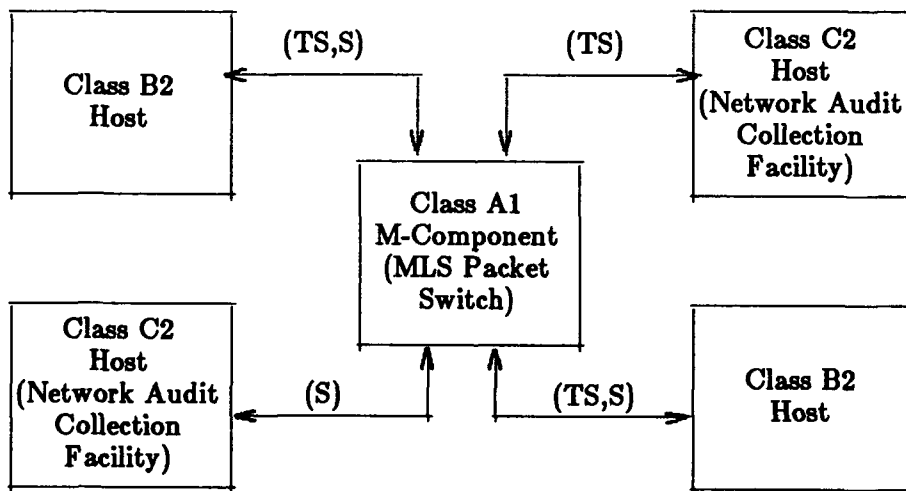 (TS,S)
(TS)
Class B2
Host
Class C2
Host
(Network Audit
Collection
Facility)
Class A1
M-Component
(MLS Packet
Switch)
Class C2
Host
(Network Audit
Collection
Facility)
(S)
(TS,S)
Class B2
Host